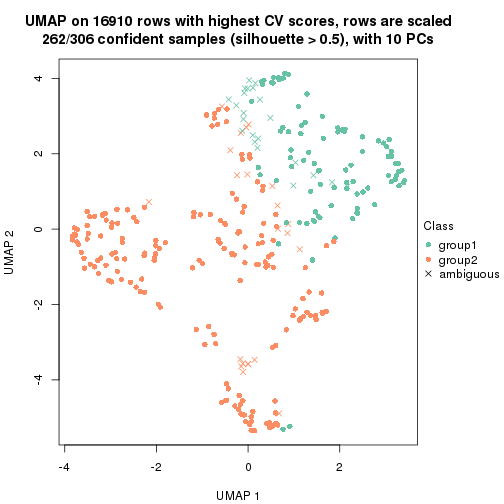 UMAP on 16910 rows with highest CV scores, rows are scaled
262/306 confident samples (silhouette > 0.5), with 10 PCs
4
2
0
-2
-4
UMAP 2
-4
-2
0
2
UMAP 1
Class
group1
group2
ambiguous